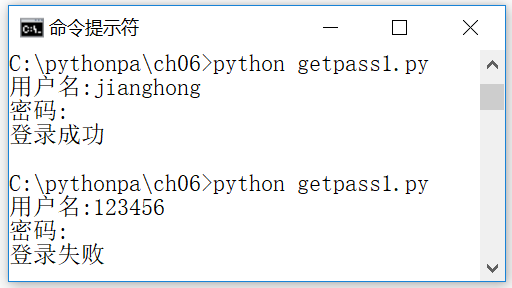 命令提示符
C:\pythonpa\ch06>python getpass1.py
用户名:jianghong
密码:
登录成功
C:\pythonpa\ch06>python getpass1.py
用户名:123456
密码:
登录失败